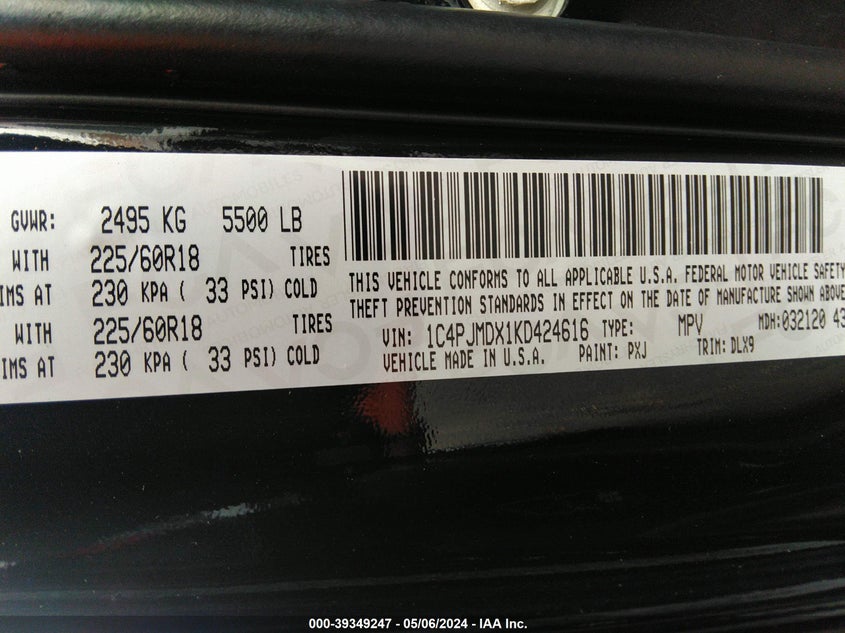 GVWR: 2495 KG 5500 LB
WITH 225/60R18 TIRES
IMS AT 230 KPA ( 33 PSI) COLD
WITH 225/60R18 TIRES
IMS AT 230 KPA ( 33 PSI) COLD
THIS VEHICLE CONFORMS TO ALL APPLICABLE U.S.A. FEDERAL MOTOR VEHICLE SAFETY
THEFT PREVENTION STANDARDS IN EFFECT ON THE DATE OF MANUFACTURE SHOWN ABOVE
VIN: 1C4PJMDX1KD424616 TYPE: MPV MDH:032120 43
VEHICLE MADE IN U.S.A. PAINT: PXJ TRIM: DLX9
000-39349247 - 05/06/2024 - IAA Inc.